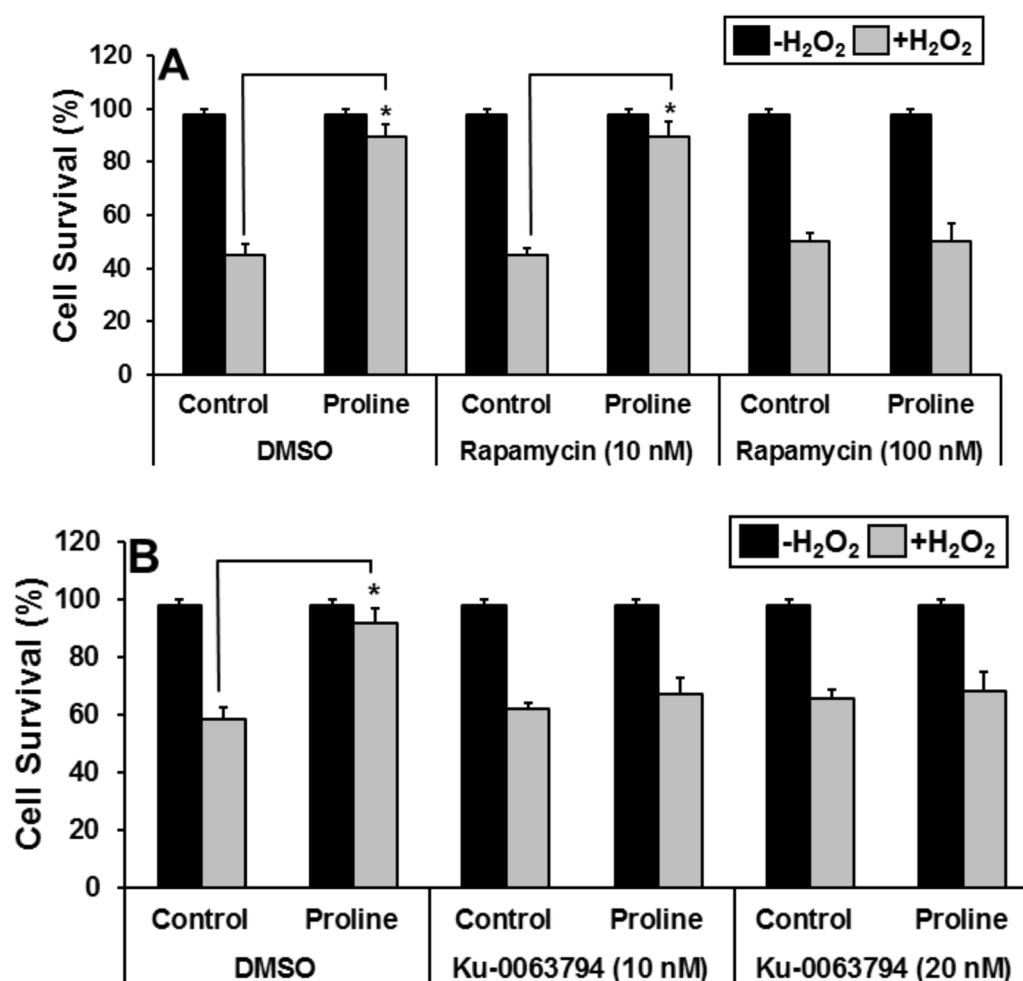 -H₂O₂ +H₂O₂
A
Cell Survival (%)
120
100
80
60
40
20
0
Control Proline Control Proline Control Proline
DMSO Rapamycin (10 nM) Rapamycin (100 nM)
* *
-H₂O₂ +H₂O₂
B
Cell Survival (%)
120
100
80
60
40
20
0
*
Control Proline Control Proline Control Proline
DMSO Ku-0063794 (10 nM) Ku-0063794 (20 nM)